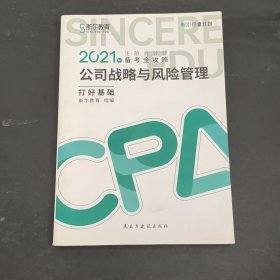 斯尔教育
SINCERE
EDU
2021年
注册会计师
备考全攻略
公司战略与风险管理
打好基础
斯尔教育 组编
CPA
民主与建设出版社